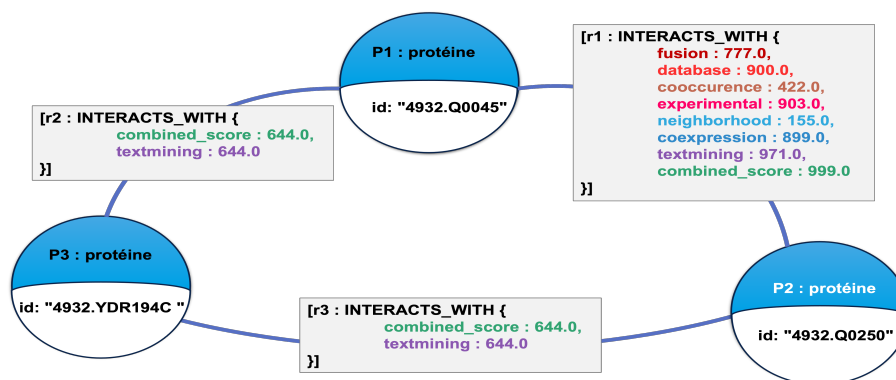 P1 : protéine
id: "4932.Q0045"
[r1 : INTERACTS_WITH {
fusion : 777.0,
database : 900.0,
cooccurence : 422.0,
experimental : 903.0,
neighborhood : 155.0,
coexpression : 899.0,
textmining : 971.0,
combined_score : 999.0
}]
[r2 : INTERACTS_WITH {
combined_score : 644.0,
textmining : 644.0
}]
P3 : protéine
id: "4932.YDR194C "
[r3 : INTERACTS_WITH {
combined_score : 644.0,
textmining : 644.0
}]
P2 : protéine
id: "4932.Q0250"